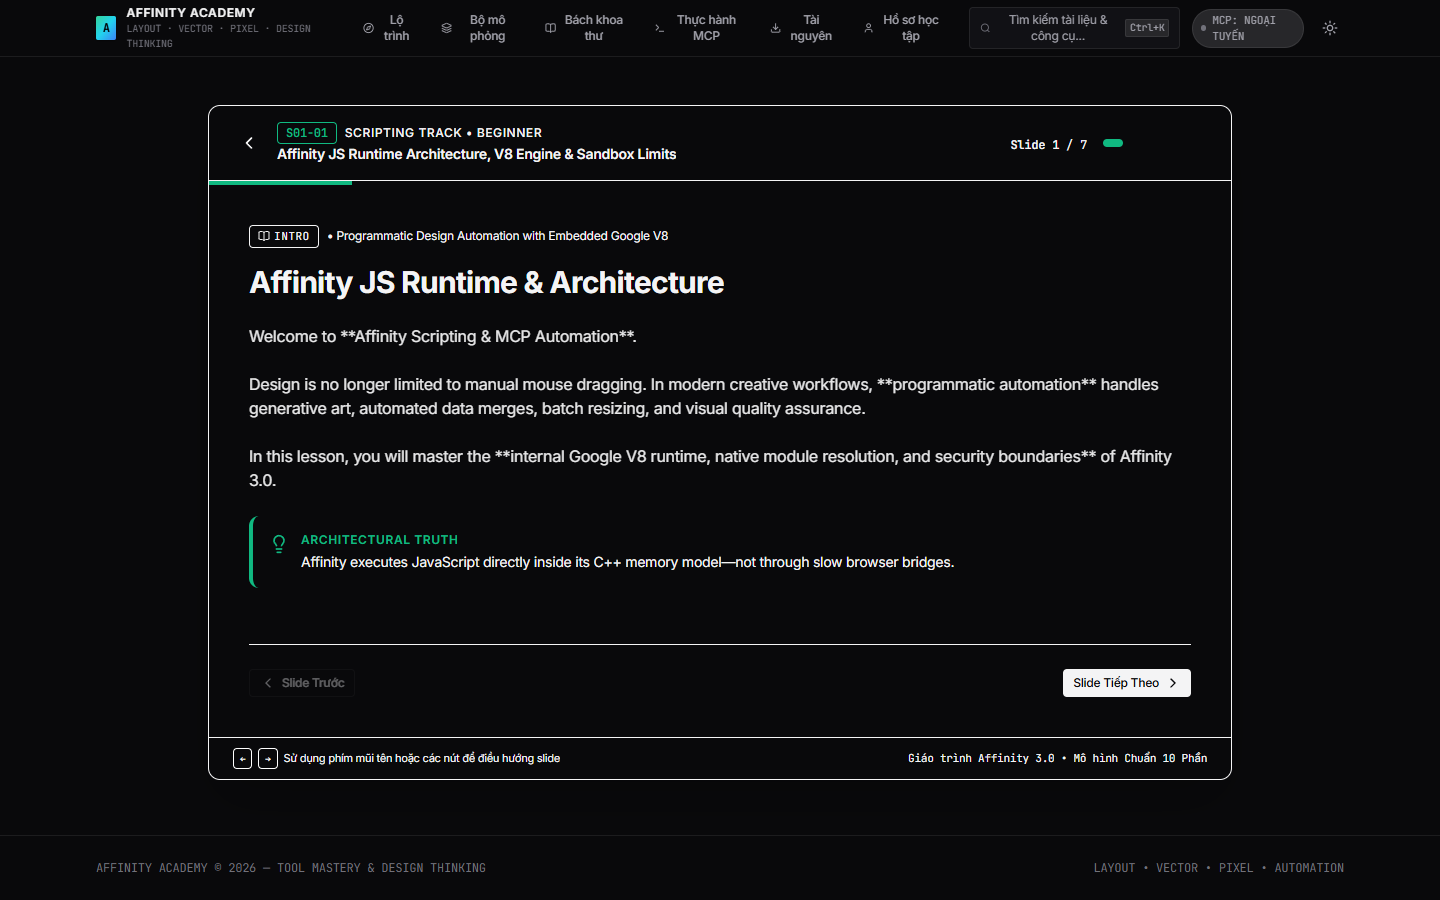 A
AFFINITY ACADEMY
LAYOUT · VECTOR · PIXEL · DESIGN
THINKING
Lộ
trình
Bộ mô
phỏng
Bách khoa
thư
Thực hành
MCP
Tài
nguyên
Hồ sơ học
tập
Tìm kiếm tài liệu &
công cụ...
Ctrl+K
MCP: NGOẠI
TUYẾN
S01-01 SCRIPTING TRACK • BEGINNER
Affinity JS Runtime Architecture, V8 Engine & Sandbox Limits
Slide 1 / 7
INTRO • Programmatic Design Automation with Embedded Google V8
Affinity JS Runtime & Architecture
Welcome to **Affinity Scripting & MCP Automation**.
Design is no longer limited to manual mouse dragging. In modern creative workflows, **programmatic automation** handles
generative art, automated data merges, batch resizing, and visual quality assurance.
In this lesson, you will master the **internal Google V8 runtime, native module resolution, and security boundaries** of Affinity
3.0.
ARCHITECTURAL TRUTH
Affinity executes JavaScript directly inside its C++ memory model—not through slow browser bridges.
Slide Trước
Slide Tiếp Theo
← → Sử dụng phím mũi tên hoặc các nút để điều hướng slide
Giáo trình Affinity 3.0 • Mô hình Chuẩn 10 Phần
AFFINITY ACADEMY © 2026 — TOOL MASTERY & DESIGN THINKING
LAYOUT • VECTOR • PIXEL • AUTOMATION